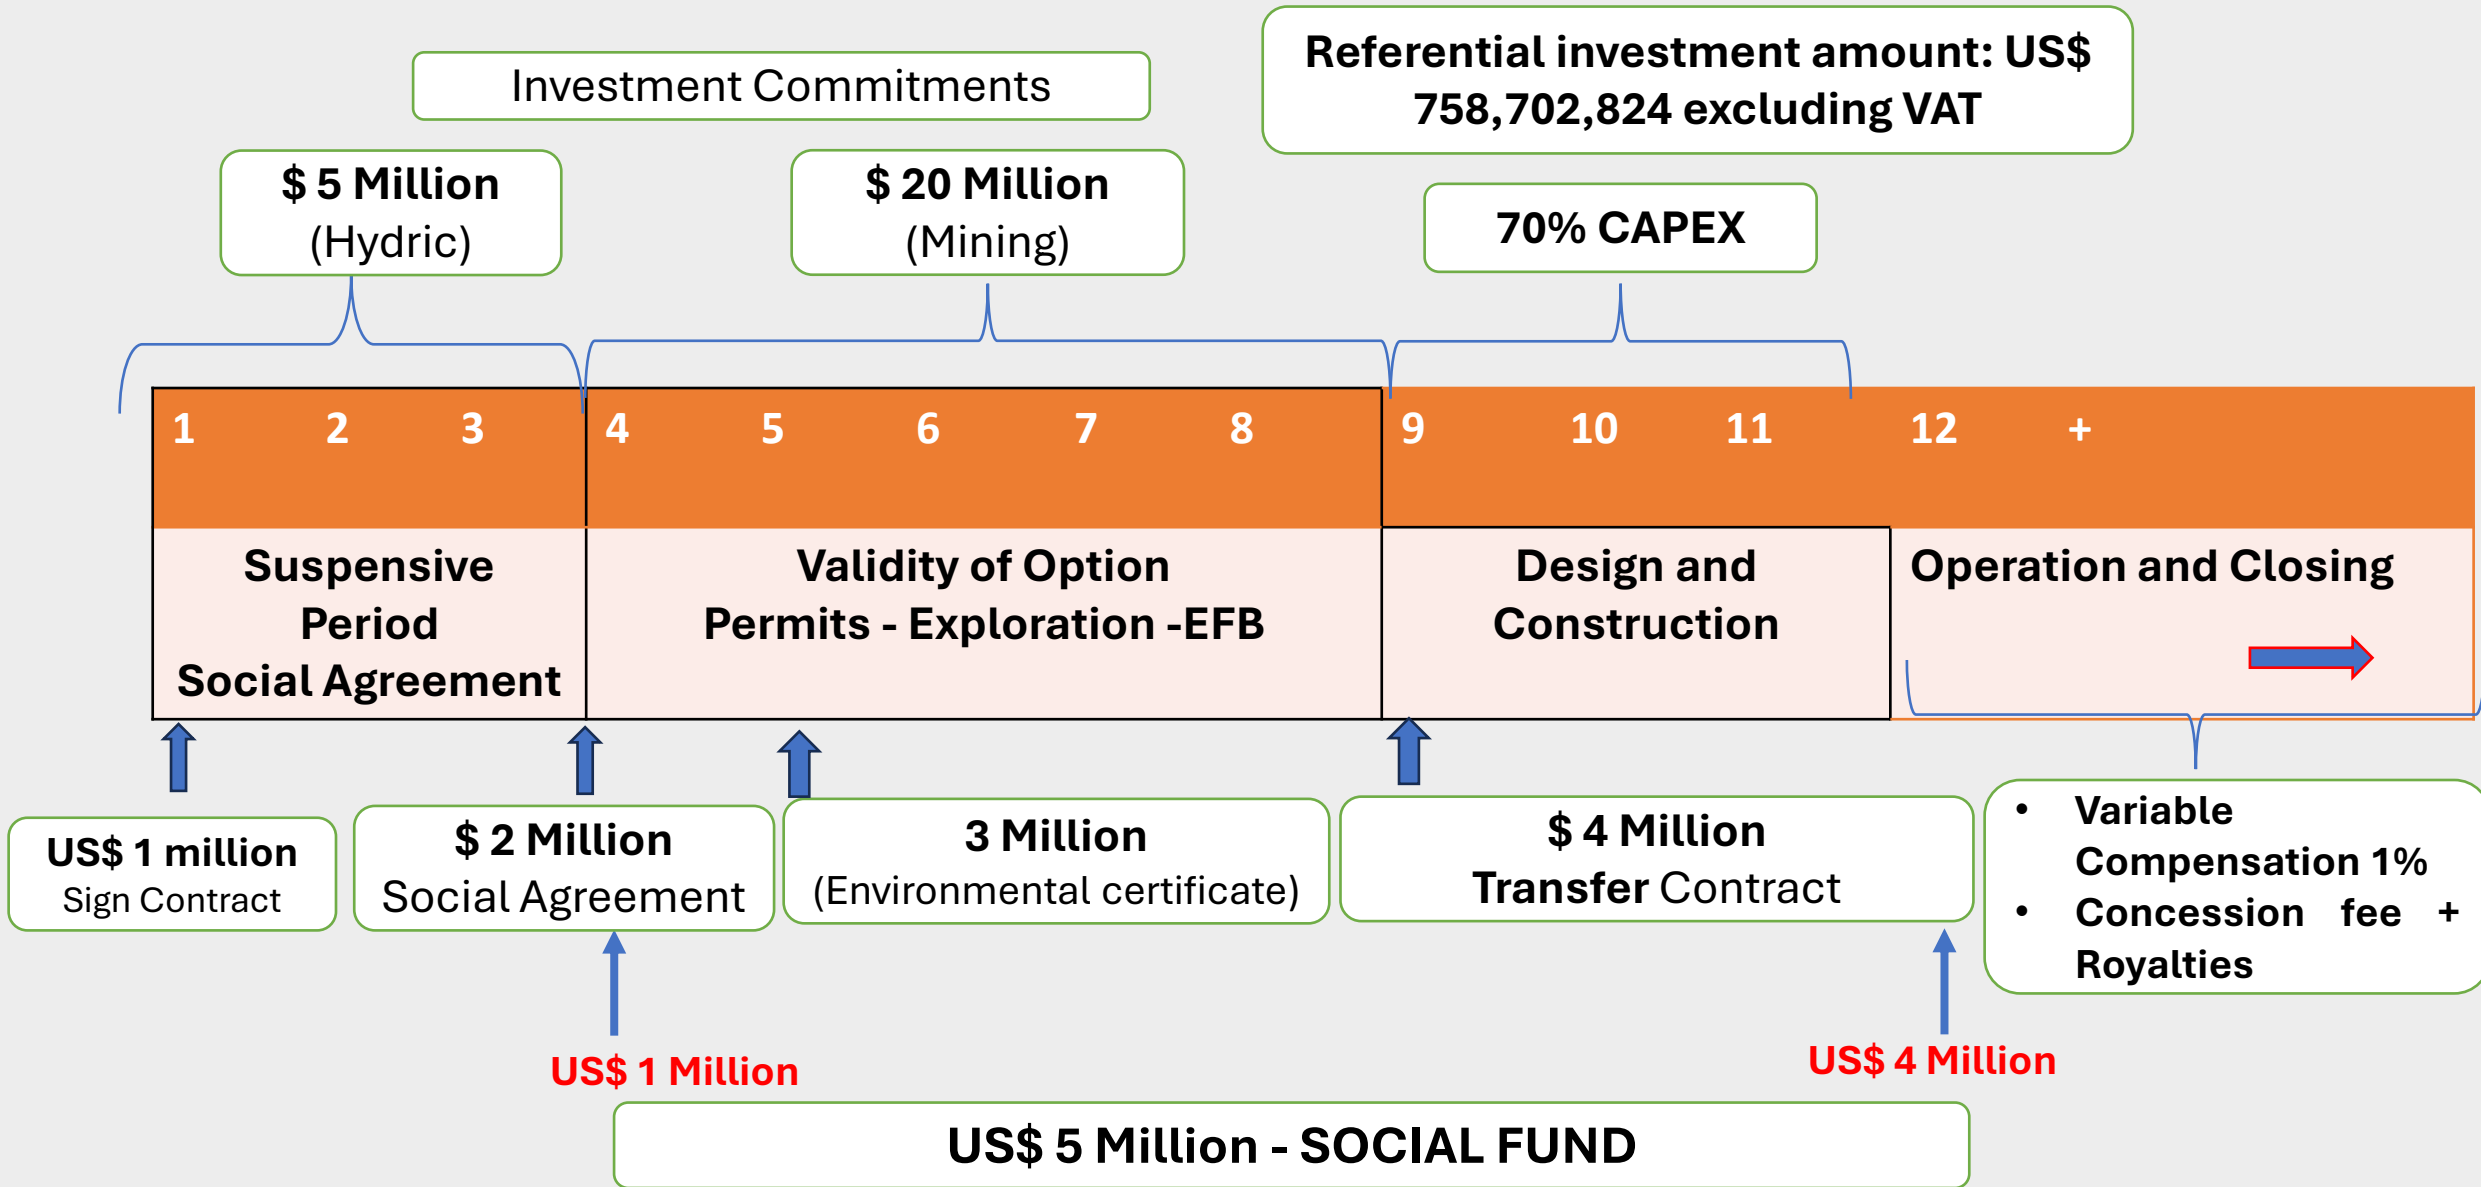 Investment Commitments
Referential investment amount: US$
758,702,824 excluding VAT
$ 5 Million
(Hydric)
$ 20 Million
(Mining)
70% CAPEX
1 2 3 4 5 6 7 8 9 10 11 12 +
Suspensive
Period
Social Agreement
Validity of Option
Permits - Exploration -EFB
Design and
Construction
Operation and Closing
US$ 1 million
Sign Contract
$ 2 Million
Social Agreement
3 Million
(Environmental certificate)
$ 4 Million
Transfer Contract
• Variable
Compensation 1%
• Concession fee +
Royalties
US$ 1 Million
US$ 4 Million
US$ 5 Million - SOCIAL FUND